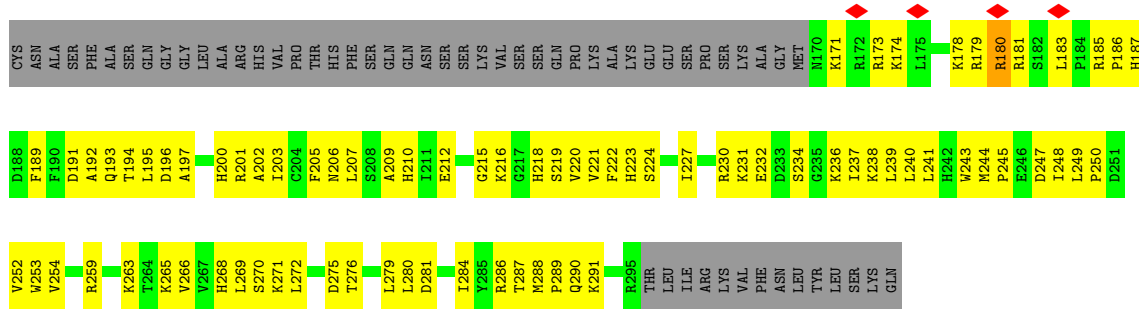 CYS ASN ALA SER PHE ALA SER GLN GLY GLY LEU ALA ARG HIS VAL PRO THR HIS PHE SER GLN GLN ASN SER SER LYS VAL SER SER GLN PRO LYS ALA LYS GLU GLU SER PRO SER LYS ALA GLY MET N170 K171 R172 R173 K174 L175 K178 R179 R180 R181 S182 L183 P184 R185 P186 H187
D188 F189 F190 D191 A192 Q193 T194 L195 D196 A197 H200 R201 A202 I203 C204 F205 N206 L207 S208 A209 H210 I211 E212 G215 K216 G217 H218 S219 V220 V221 F222 H223 S224 I227 R230 K231 E232 D233 S234 G235 K236 I237 K238 L239 L240 L241 H242 W243 M244 P245 E246 D247 I248 L249 P250 D251
V252 W253 V254 R259 K263 T264 K265 V266 V267 H268 L269 S270 K271 L272 D275 T276 L279 L280 D281 I284 Y285 R286 T287 M288 P289 Q290 K291 R295 THR LEU ILE ARG LYS VAL PHE ASN LEU TYR LEU SER LYS GLN